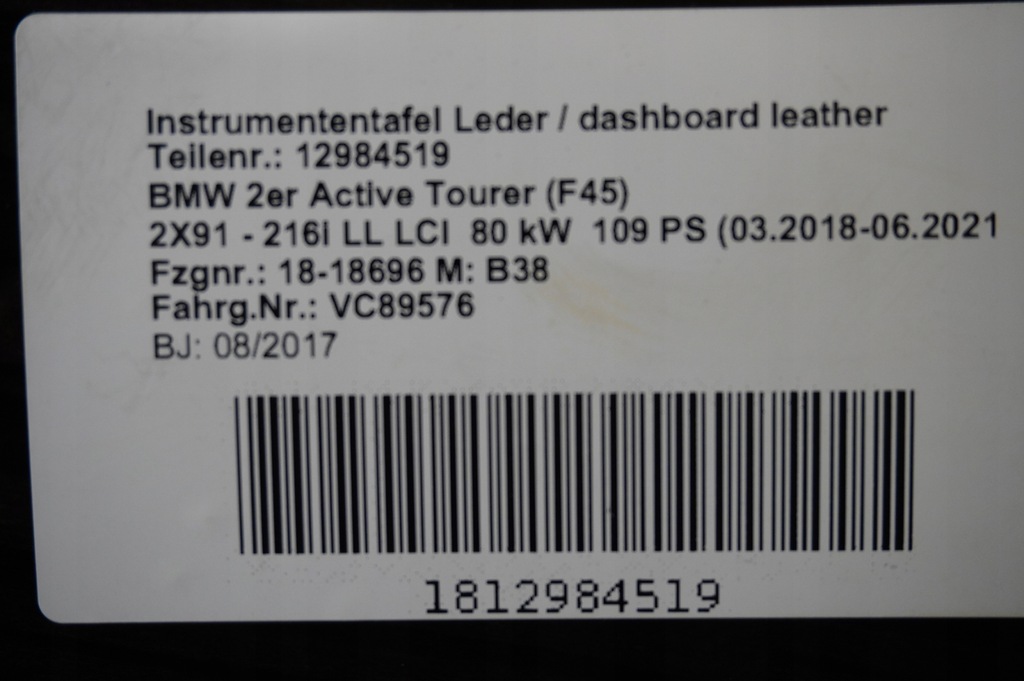 Instrumententafel Leder / dashboard leather
Teilenr.: 12984519
BMW 2er Active Tourer (F45)
2X91 - 216i LL LCI 80 kW 109 PS (03.2018-06.2021
Fzgnr.: 18-18696 M: B38
Fahrg.Nr.: VC89576
BJ: 08/2017
1812984519